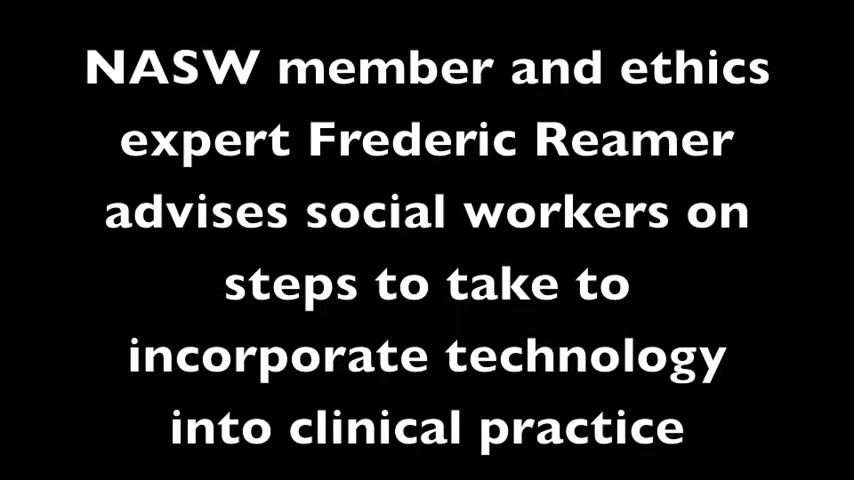 NASW member and ethics
expert Frederic Reamer
advises social workers on
steps to take to
incorporate technology
into clinical practice